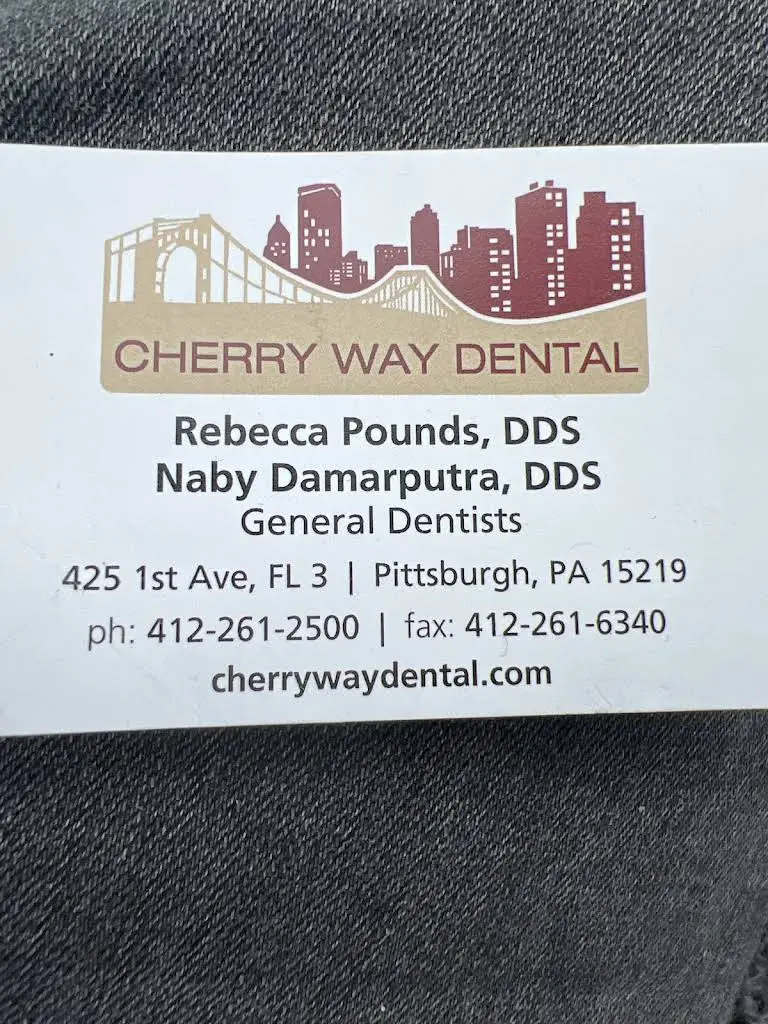 CHERRY WAY DENTAL
Rebecca Pounds, DDS
Naby Damarputra, DDS
General Dentists
425 1st Ave, FL 3 | Pittsburgh, PA 15219
ph: 412-261-2500 | fax: 412-261-6340
cherrywaydental.com